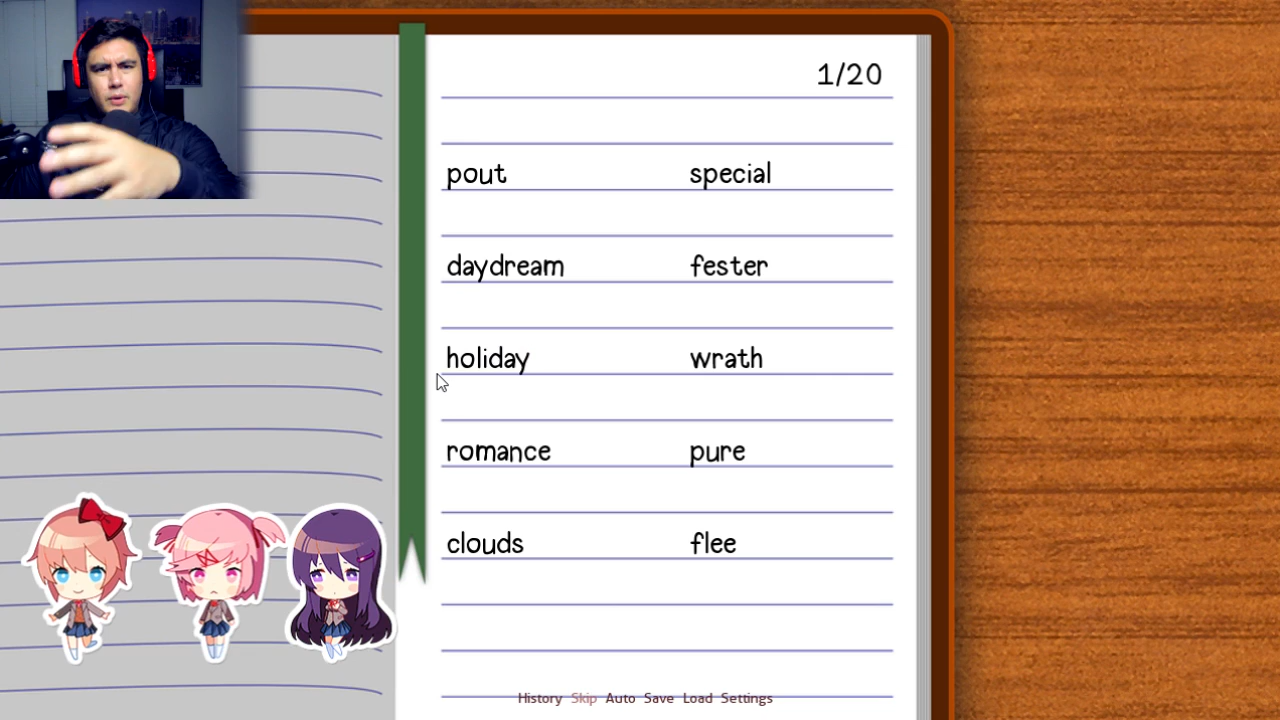 1/20
pout special
daydream fester
holiday wrath
romance pure
clouds flee
History Skip Auto Save Load Settings